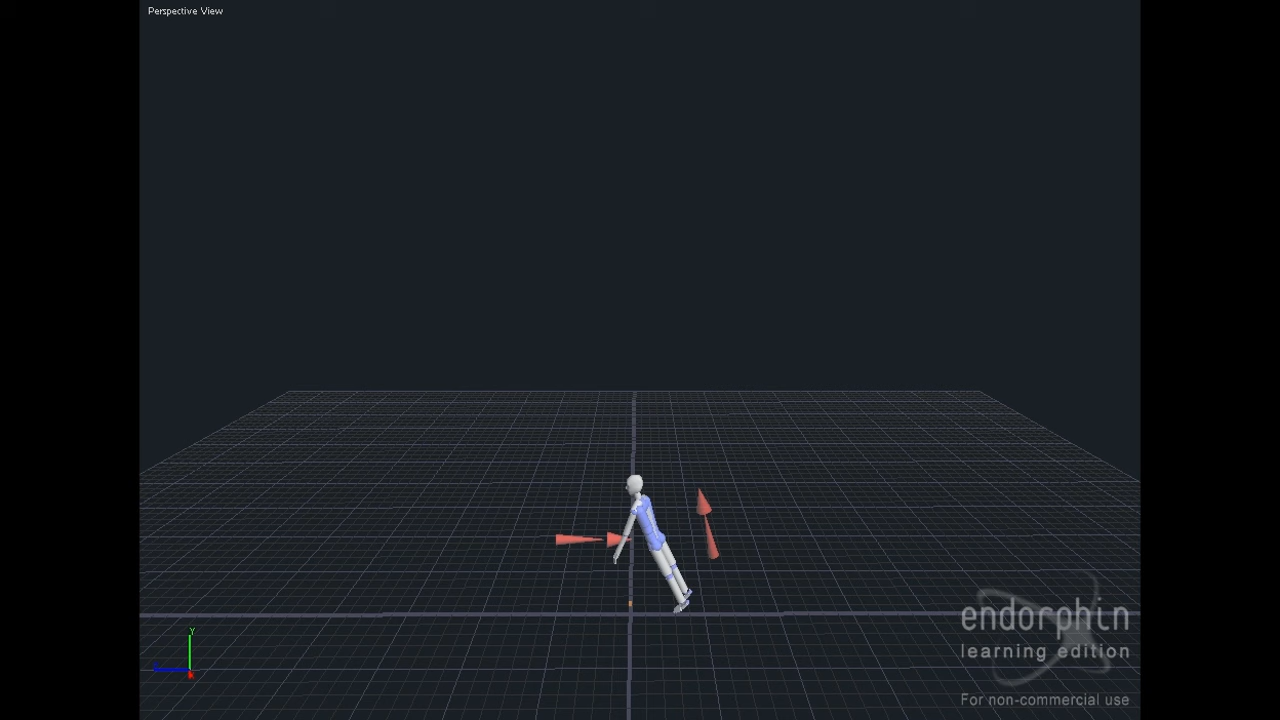 Perspective View
Y
endorphin
learning edition
For non-commercial use